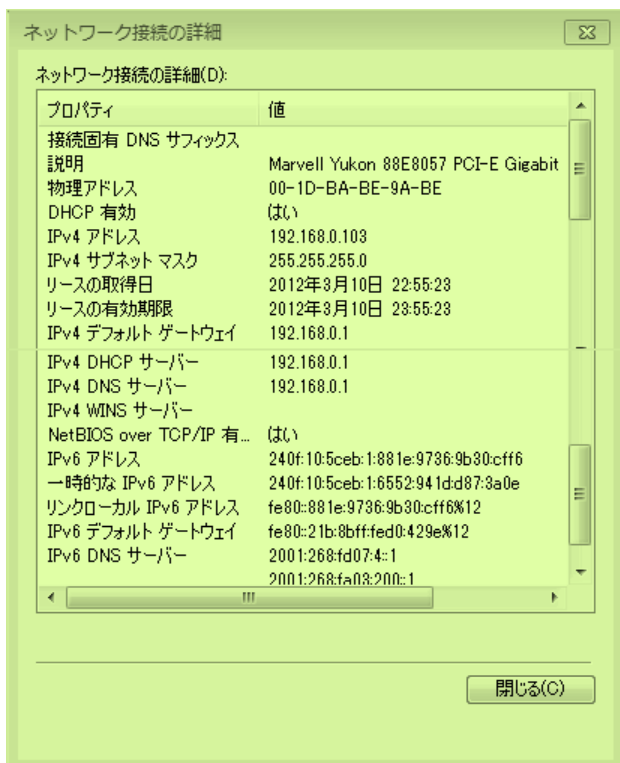 ネットワーク接続の詳細
ネットワーク接続の詳細(D):
プロパティ 値
接続固有 DNS サフィックス
説明 Marvell Yukon 88E8057 PCI-E Gigabit
物理アドレス 00-1D-BA-BE-9A-BE
DHCP 有効 はい
IPv4 アドレス 192.168.0.103
IPv4 サブネット マスク 255.255.255.0
リースの取得日 2012年3月10日 22:55:23
リースの有効期限 2012年3月10日 23:55:23
IPv4 デフォルト ゲートウェイ 192.168.0.1
IPv4 DHCP サーバー 192.168.0.1
IPv4 DNS サーバー 192.168.0.1
IPv4 WINS サーバー
NetBIOS over TCP/IP 有... はい
IPv6 アドレス 240f:10:5ceb:1:881e:9736:9b30:cff6
一時的な IPv6 アドレス 240f:10:5ceb:1:6552:941d:d87:3a0e
リンクローカル IPv6 アドレス fe80::881e:9736:9b30:cff6%12
IPv6 デフォルト ゲートウェイ fe80::21b:8bff:fed0:429e%12
IPv6 DNS サーバー 2001:268:fd07:4::1
2001:268:fa03:200::1
閉じる(C)